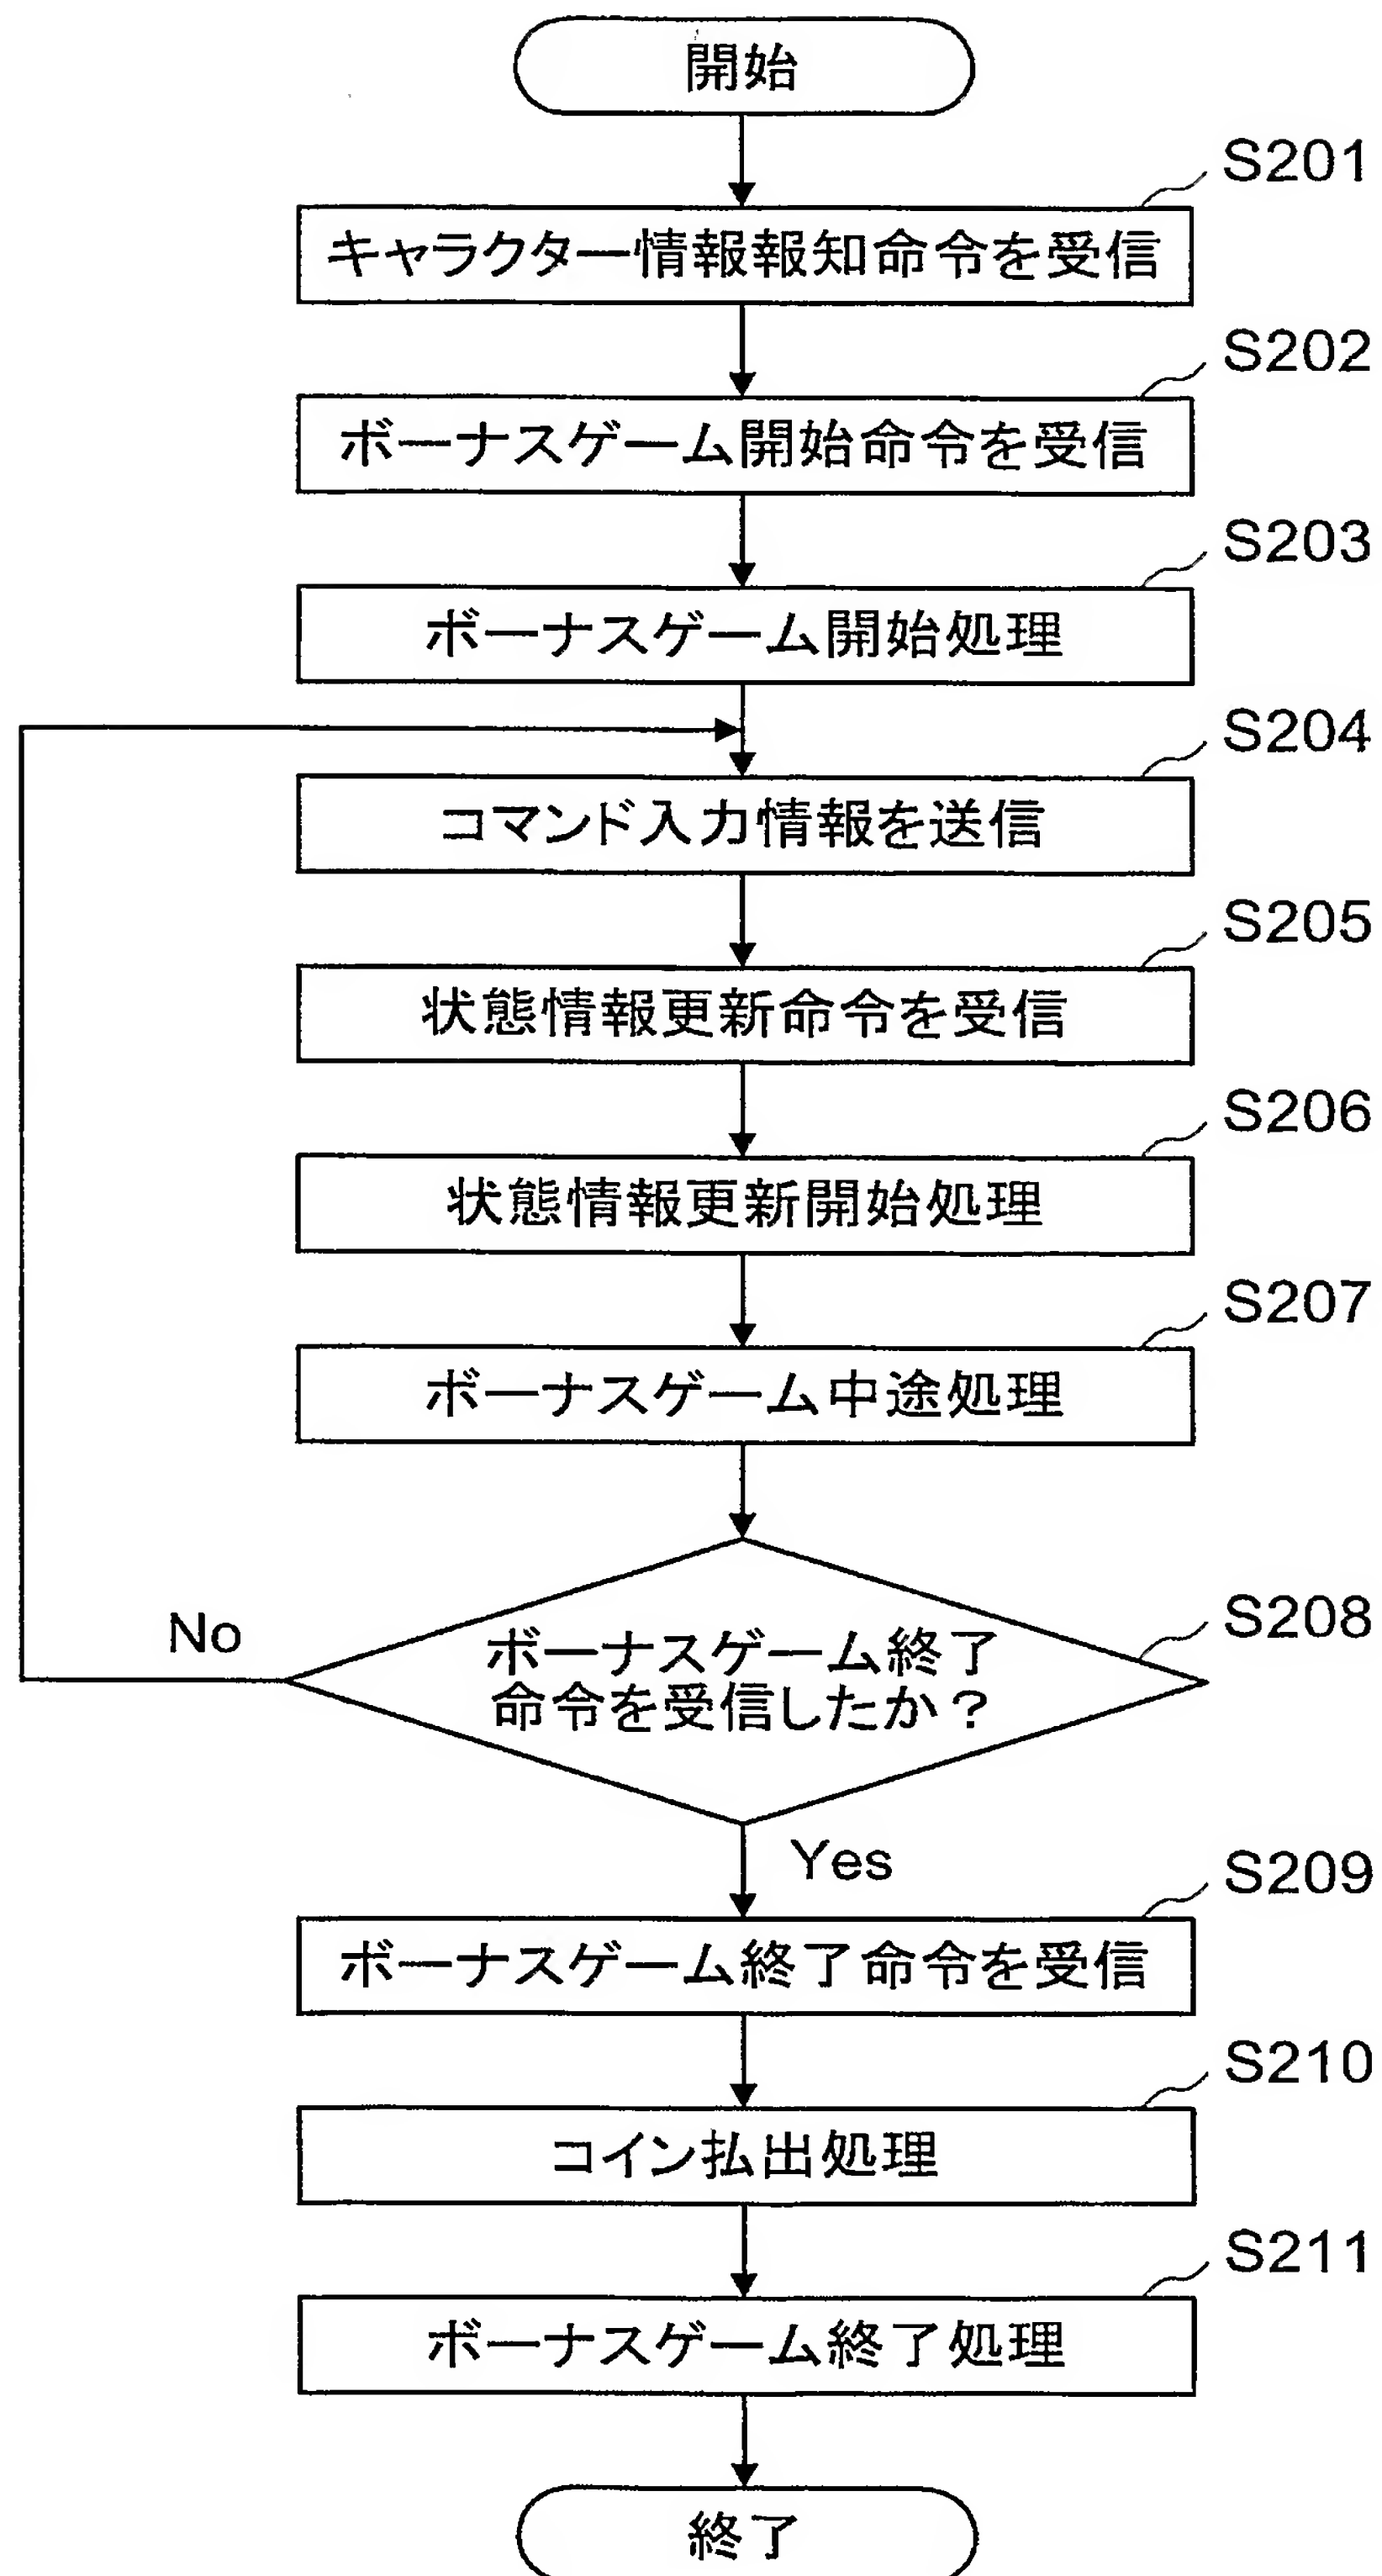 開始
S201
キャラクター情報報知命令を受信
S202
ボーナスゲーム開始命令を受信
S203
ボーナスゲーム開始処理
S204
コマンド入力情報を送信
S205
状態情報更新命令を受信
S206
状態情報更新開始処理
S207
ボーナスゲーム中途処理
S208
No
ボーナスゲーム終了
命令を受信したか？
Yes
S209
ボーナスゲーム終了命令を受信
S210
コイン払出処理
S211
ボーナスゲーム終了処理
終了